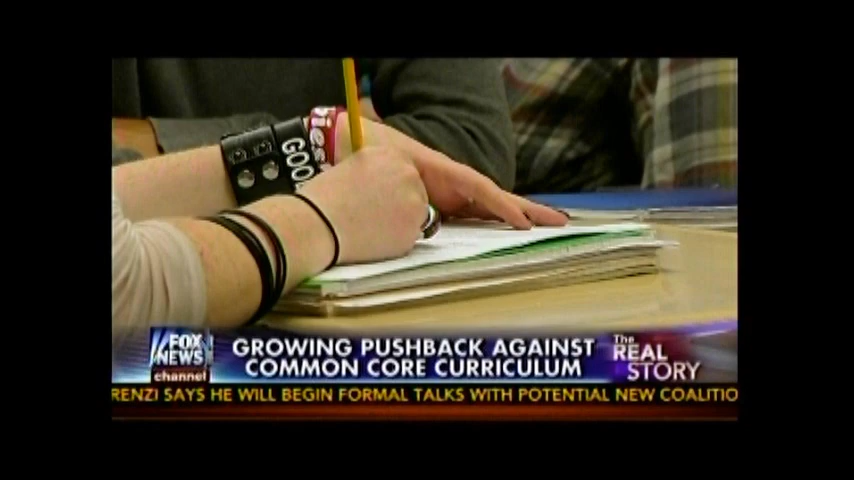 GOOD
FOX
NEWS
channel
GROWING PUSHBACK AGAINST
COMMON CORE CURRICULUM
The
REAL
STORY
RENZI SAYS HE WILL BEGIN FORMAL TALKS WITH POTENTIAL NEW COALITIO